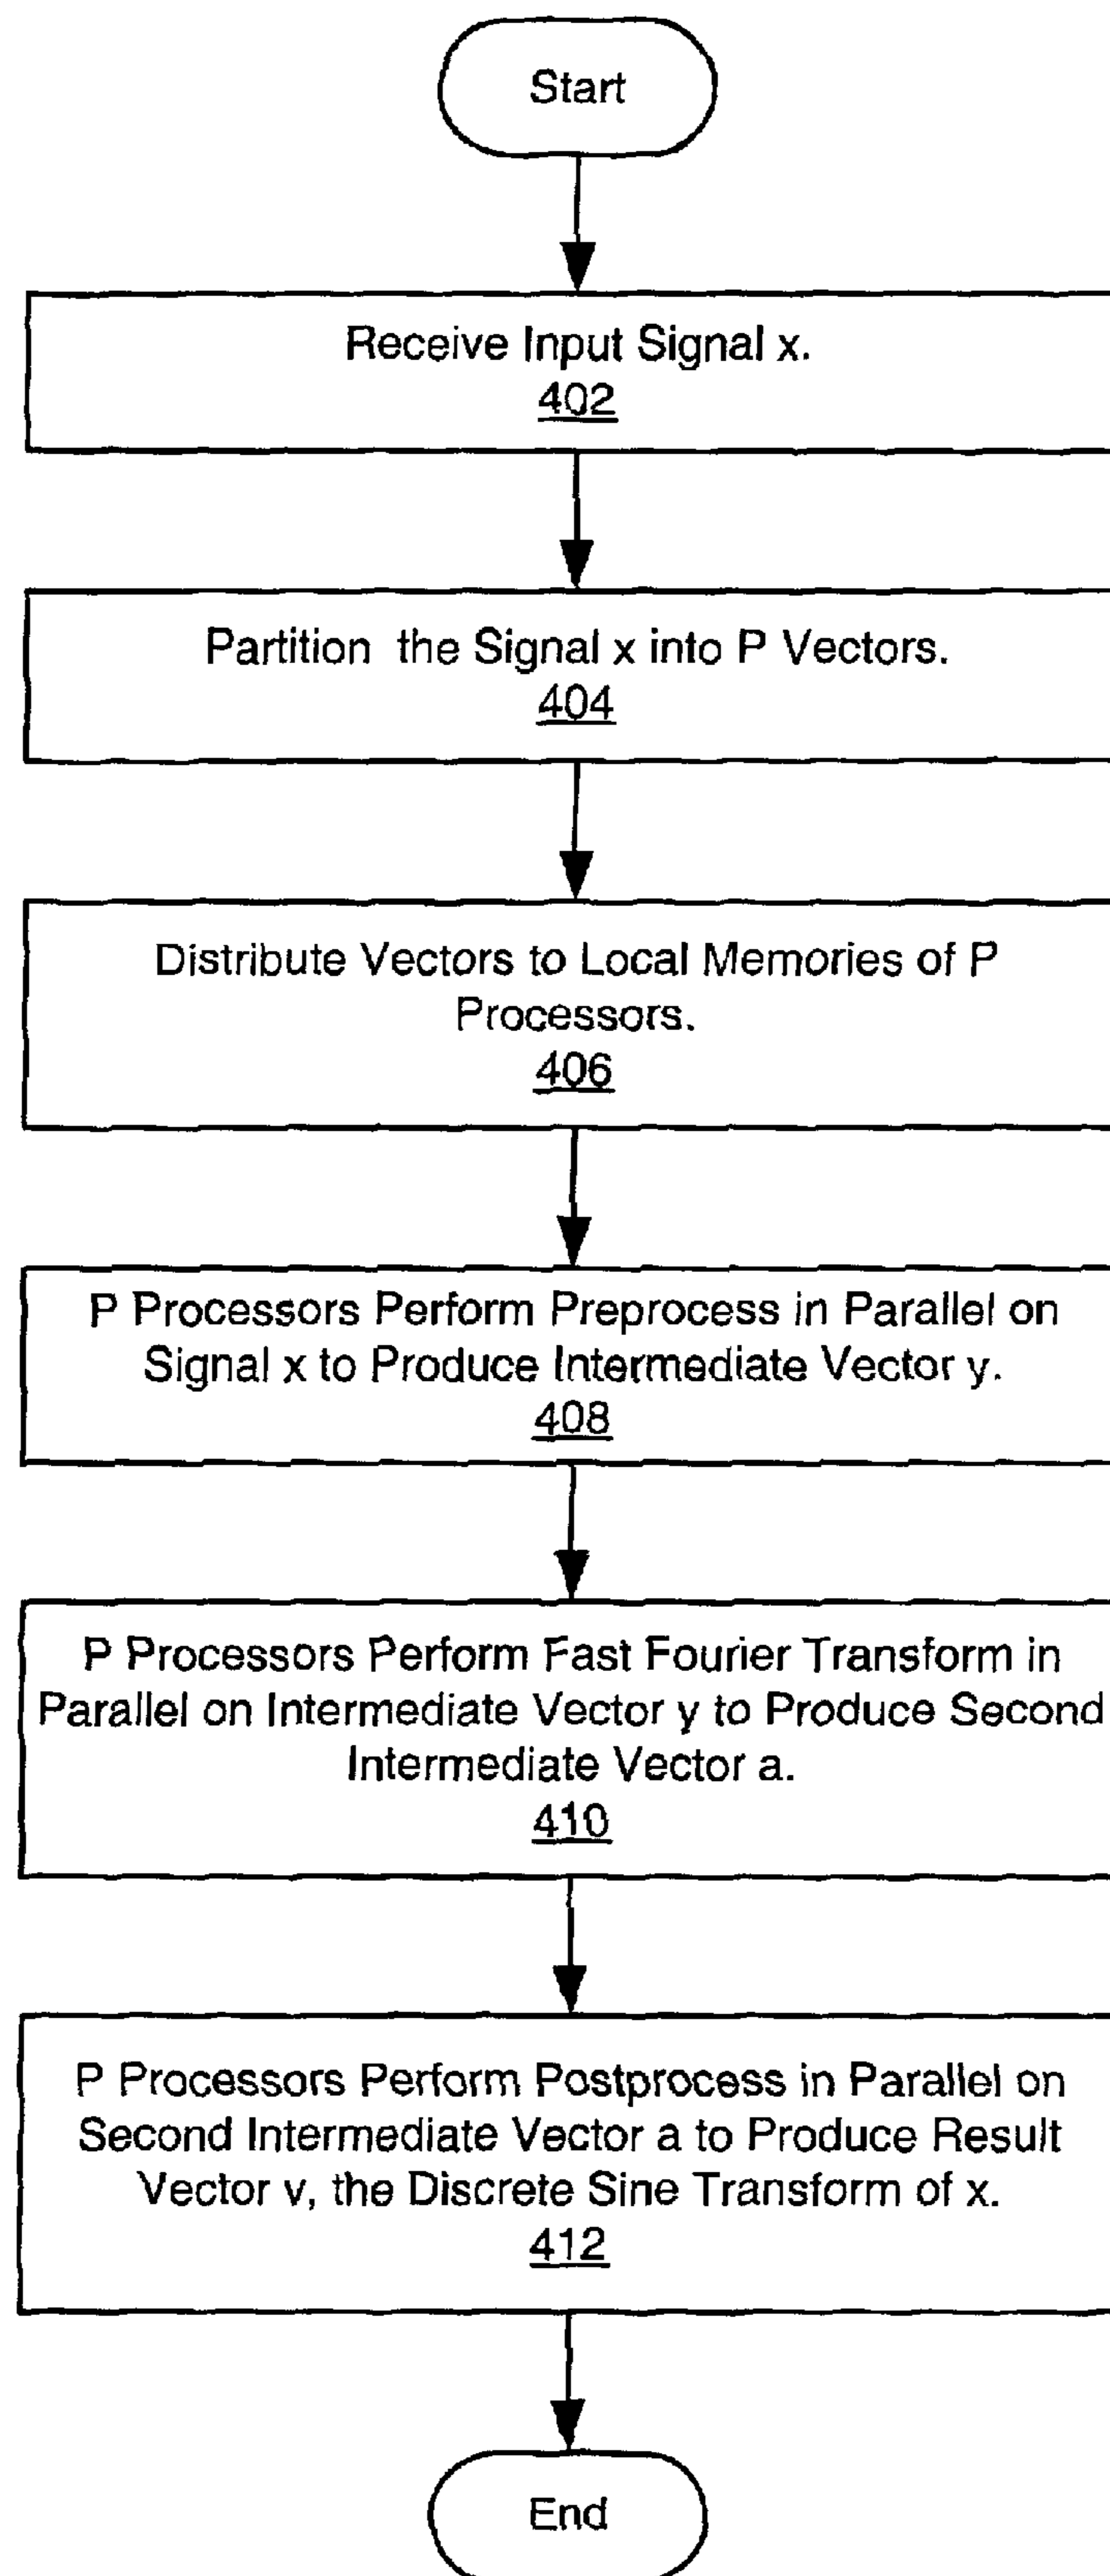 Start
Receive Input Signal x.
402
Partition the Signal x into P Vectors.
404
Distribute Vectors to Local Memories of P
Processors.
406
P Processors Perform Preprocess in Parallel on
Signal x to Produce Intermediate Vector y.
408
P Processors Perform Fast Fourier Transform in
Parallel on Intermediate Vector y to Produce Second
Intermediate Vector a.
410
P Processors Perform Postprocess in Parallel on
Second Intermediate Vector a to Produce Result
Vector v, the Discrete Sine Transform of x.
412
End